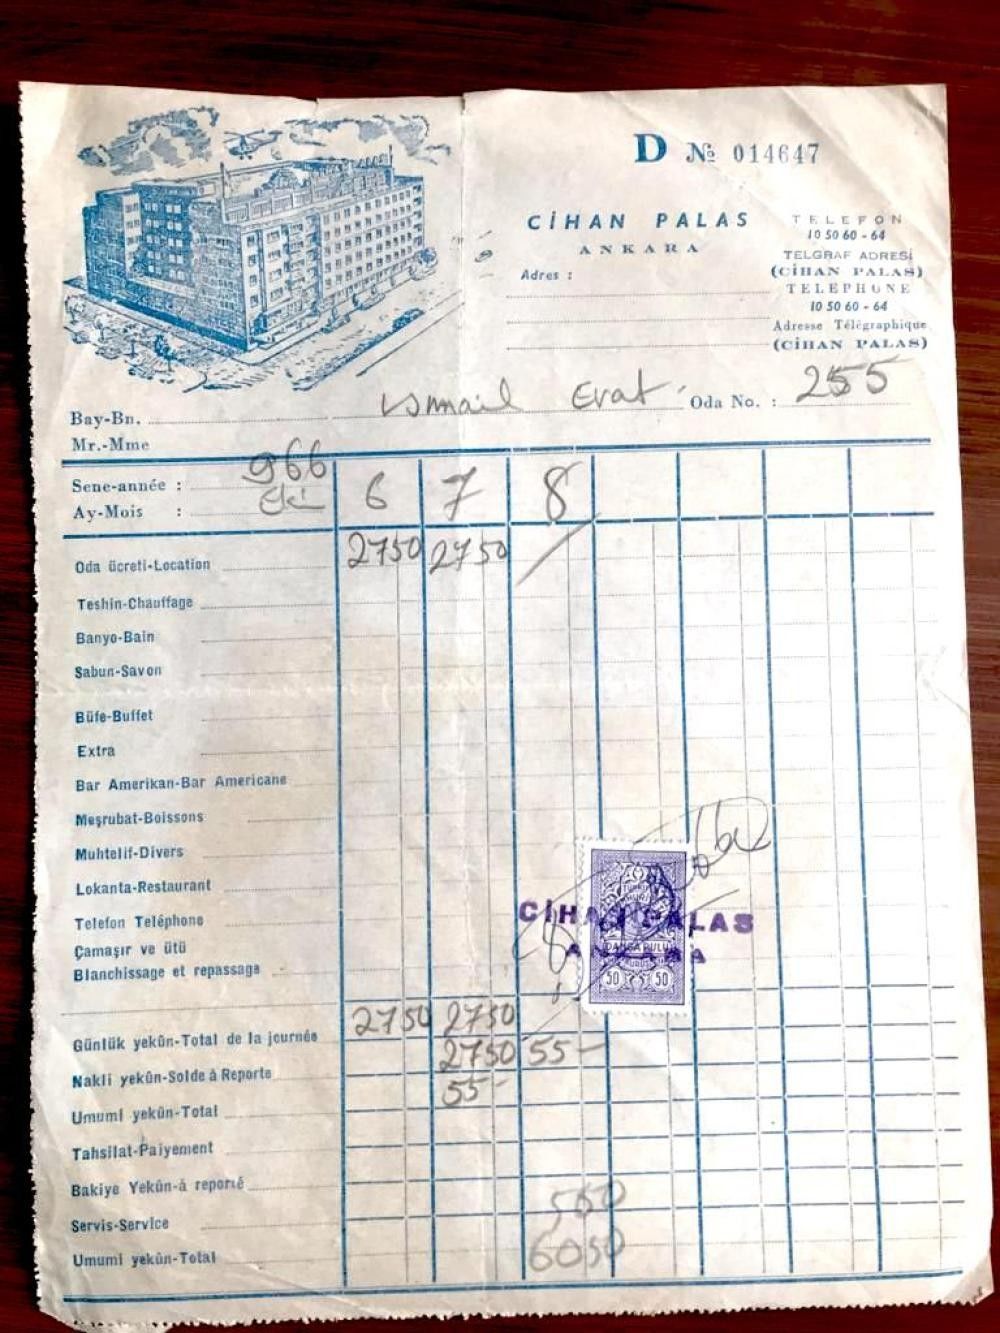 D № 014647
CİHAN PALAS
ANKARA
Adres :
TELEFON
10 50 60 - 64
TELGRAF ADRESİ
(CİHAN PALAS)
TELEPHONE
10 50 60 - 64
Adresse Télégraphique
(CİHAN PALAS)
Bay-Bn. Ismail Evat Oda No. : 255
Mr.-Mme
Sene-année : 966 6 7 8
Ay-Mois :
Oda ücreti-Location 2750 2750
Teshin-Chauffage
Banyo-Bain
Sabun-Savon
Büfe-Buffet
Extra
Bar Amerikan-Bar Americane
Meşrubat-Boissons
Muhtelif-Divers
Lokanta-Restaurant
Telefon Teléphone
CİHAN PALAS
ANKARA
DAMGA PULU
50 50
Çamaşır ve ütü
Blanchissage et repassage
Günlük yekûn-Total de la journée 2750 2750
Nakli yekûn-Solde à Reporte 2750 55-
Umumi yekûn-Total 55-
Tahsilat-Paiyement
Bakiye Yekûn-à reporté
Servis-Service 550
Umumi yekûn-Total 6050